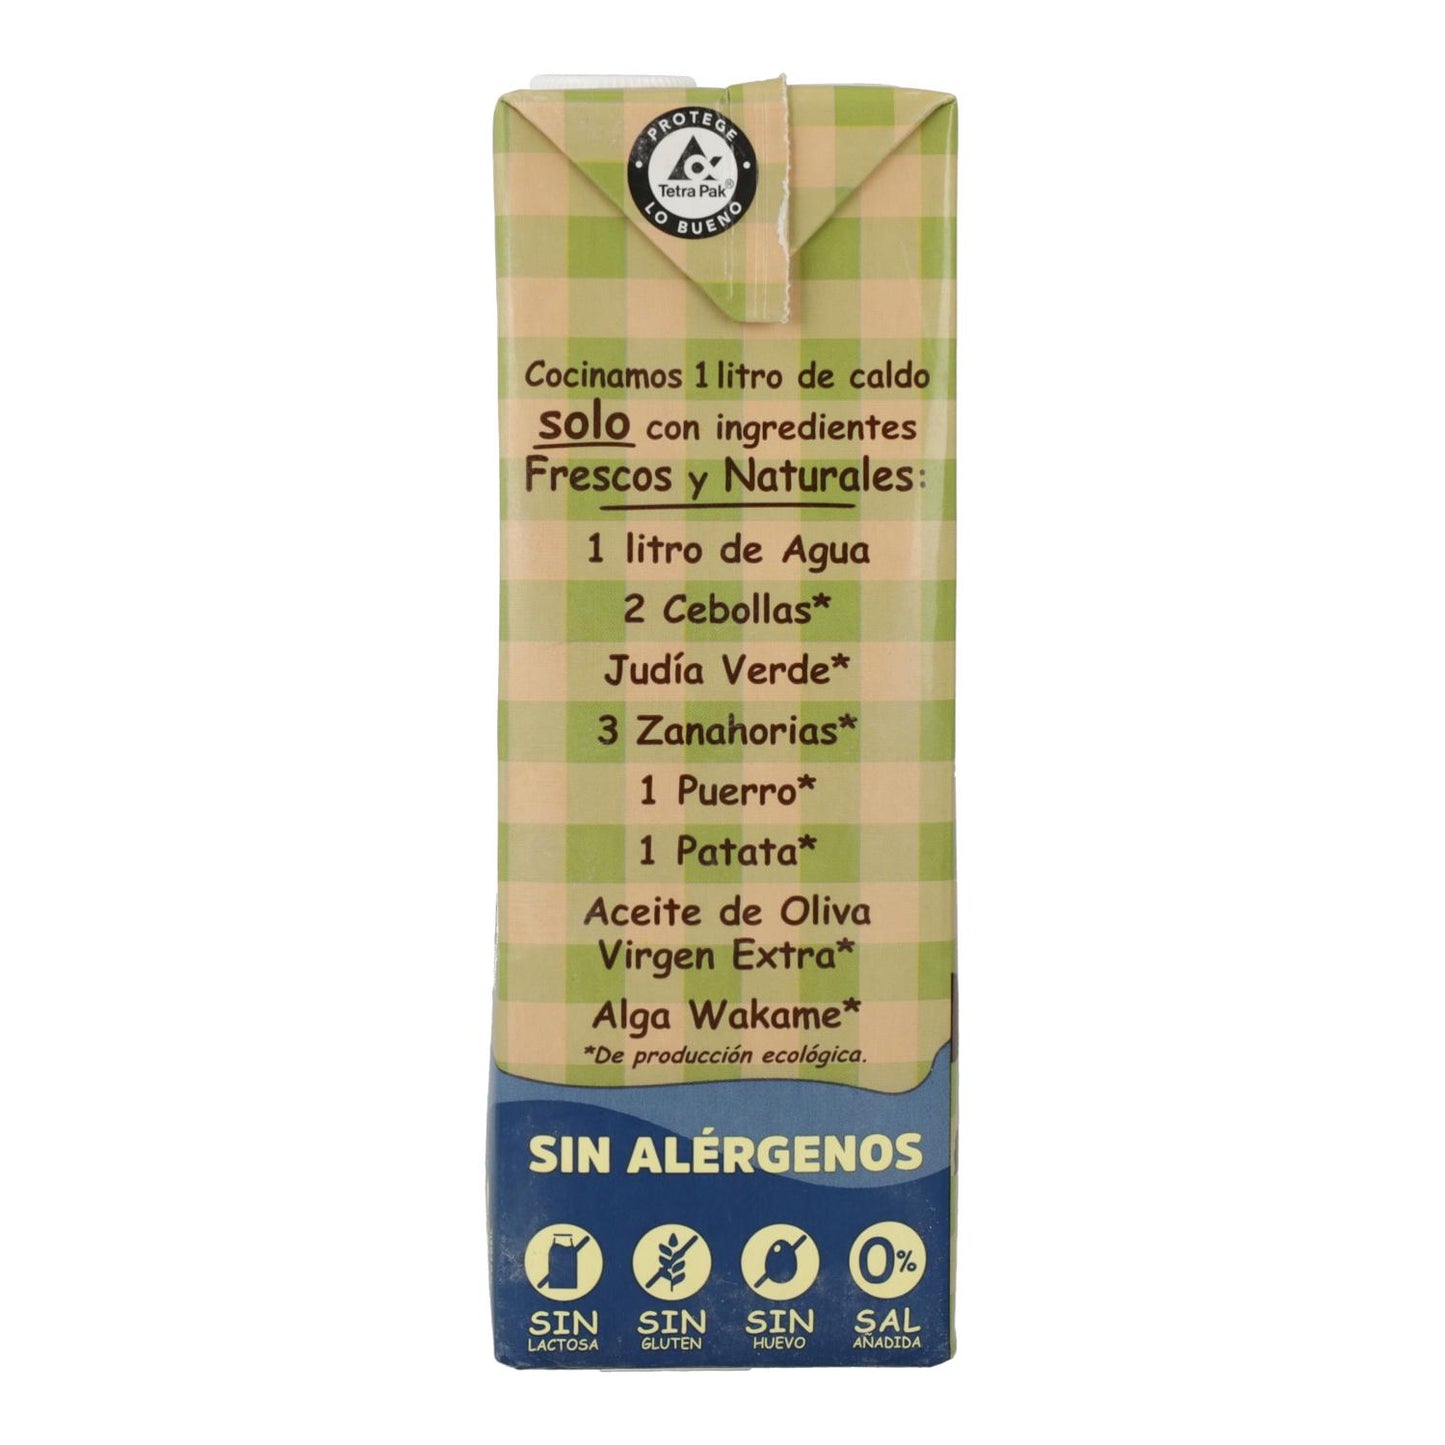 PROTEGE
Tetra Pak®
LO BUENO
Cocinamos 1 litro de caldo
solo con ingredientes
Frescos y Naturales:
1 litro de Agua
2 Cebollas*
Judía Verde*
3 Zanahorias*
1 Puerro*
1 Patata*
Aceite de Oliva
Virgen Extra*
Alga Wakame*
*De producción ecológica.
SIN ALÉRGENOS
0%
SIN SIN SIN SAL
LACTOSA GLUTEN HUEVO AÑADIDA